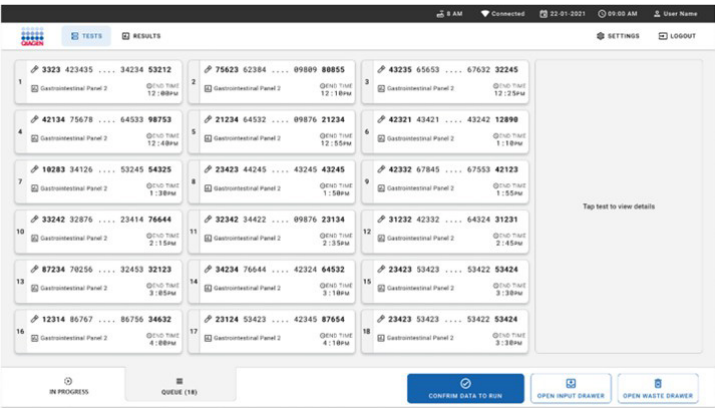 8 AM Connected 22-01-2021 09:00 AM User Name
QIAGEN TESTS RESULTS SETTINGS LOGOUT
1 3323 423435 .... 34234 53212
Gastrointestinal Panel 2 END TIME 12:00PM
2 75623 62384 .... 09809 80855
Gastrointestinal Panel 2 END TIME 12:10PM
3 43235 65653 .... 67632 32245
Gastrointestinal Panel 2 END TIME 12:25PM
4 42134 75678 .... 64533 98753
Gastrointestinal Panel 2 END TIME 12:40PM
5 21234 64532 .... 09876 21234
Gastrointestinal Panel 2 END TIME 12:55PM
6 42321 43421 .... 43242 12898
Gastrointestinal Panel 2 END TIME 1:10PM
7 10283 34126 .... 53245 54325
Gastrointestinal Panel 2 END TIME 1:30PM
8 23423 44245 .... 43245 43245
Gastrointestinal Panel 2 END TIME 1:50PM
9 42332 67845 .... 67553 42123
Gastrointestinal Panel 2 END TIME 1:55PM
10 33242 32876 .... 23414 76644
Gastrointestinal Panel 2 END TIME 2:15PM
11 32342 34422 .... 09876 23134
Gastrointestinal Panel 2 END TIME 2:35PM
12 31232 42332 .... 64324 31231
Gastrointestinal Panel 2 END TIME 2:45PM
13 87234 70256 .... 32453 32123
Gastrointestinal Panel 2 END TIME 3:05PM
14 34234 76644 .... 42324 64532
Gastrointestinal Panel 2 END TIME 3:10PM
15 23423 53423 .... 53422 53424
Gastrointestinal Panel 2 END TIME 3:30PM
16 12314 86767 .... 86756 34632
Gastrointestinal Panel 2 END TIME 4:00PM
17 23124 53423 .... 42345 87654
Gastrointestinal Panel 2 END TIME 4:10PM
18 23423 53423 .... 53422 53424
Gastrointestinal Panel 2 END TIME 3:30PM
Tap test to view details
IN PROGRESS QUEUE (18) CONFRIM DATA TO RUN OPEN INPUT DRAWER OPEN WASTE DRAWER